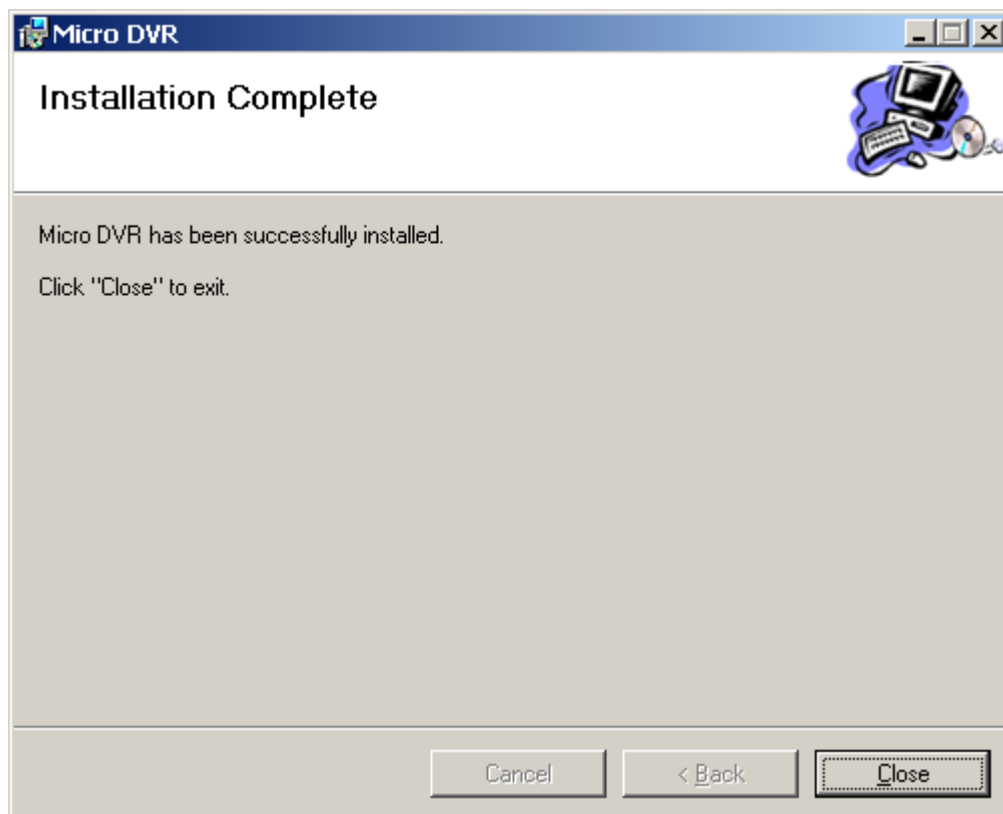 Micro DVR
Installation Complete
Micro DVR has been successfully installed.
Click "Close" to exit.
Cancel
< Back
Close